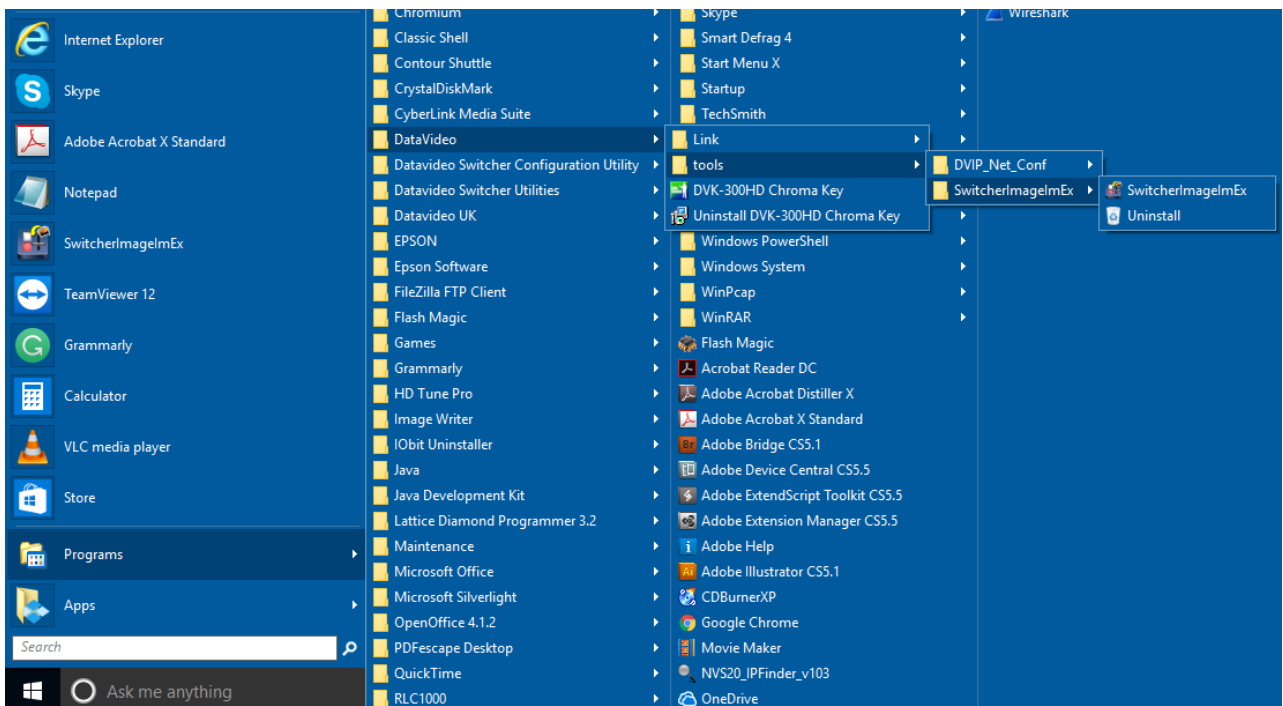 Internet Explorer
Skype
Adobe Acrobat X Standard
Notepad
SwitcherImageImEx
TeamViewer 12
Grammarly
Calculator
VLC media player
Store
Programs
Apps
Search
Ask me anything
Chromium
Classic Shell
Contour Shuttle
CrystalDiskMark
CyberLink Media Suite
DataVideo
Datavideo Switcher Configuration Utility
Datavideo Switcher Utilities
Datavideo UK
EPSON
Epson Software
FileZilla FTP Client
Flash Magic
Games
Grammarly
HD Tune Pro
Image Writer
IObit Uninstaller
Java
Java Development Kit
Lattice Diamond Programmer 3.2
Maintenance
Microsoft Office
Microsoft Silverlight
OpenOffice 4.1.2
PDFescape Desktop
QuickTime
RLC1000
Skype
Smart Defrag 4
Start Menu X
Startup
TechSmith
Link
tools
DVK-300HD Chroma Key
Uninstall DVK-300HD Chroma Key
Windows PowerShell
Windows System
WinPcap
WinRAR
Flash Magic
Acrobat Reader DC
Adobe Acrobat Distiller X
Adobe Acrobat X Standard
Adobe Bridge CS5.1
Adobe Device Central CS5.5
Adobe ExtendScript Toolkit CS5.5
Adobe Extension Manager CS5.5
Adobe Help
Adobe Illustrator CS5.1
CDBurnerXP
Google Chrome
Movie Maker
NVS20_IPFinder_v103
OneDrive
Wireshark
DVIP_Net_Conf
SwitcherImageImEx
SwitcherImageImEx
Uninstall